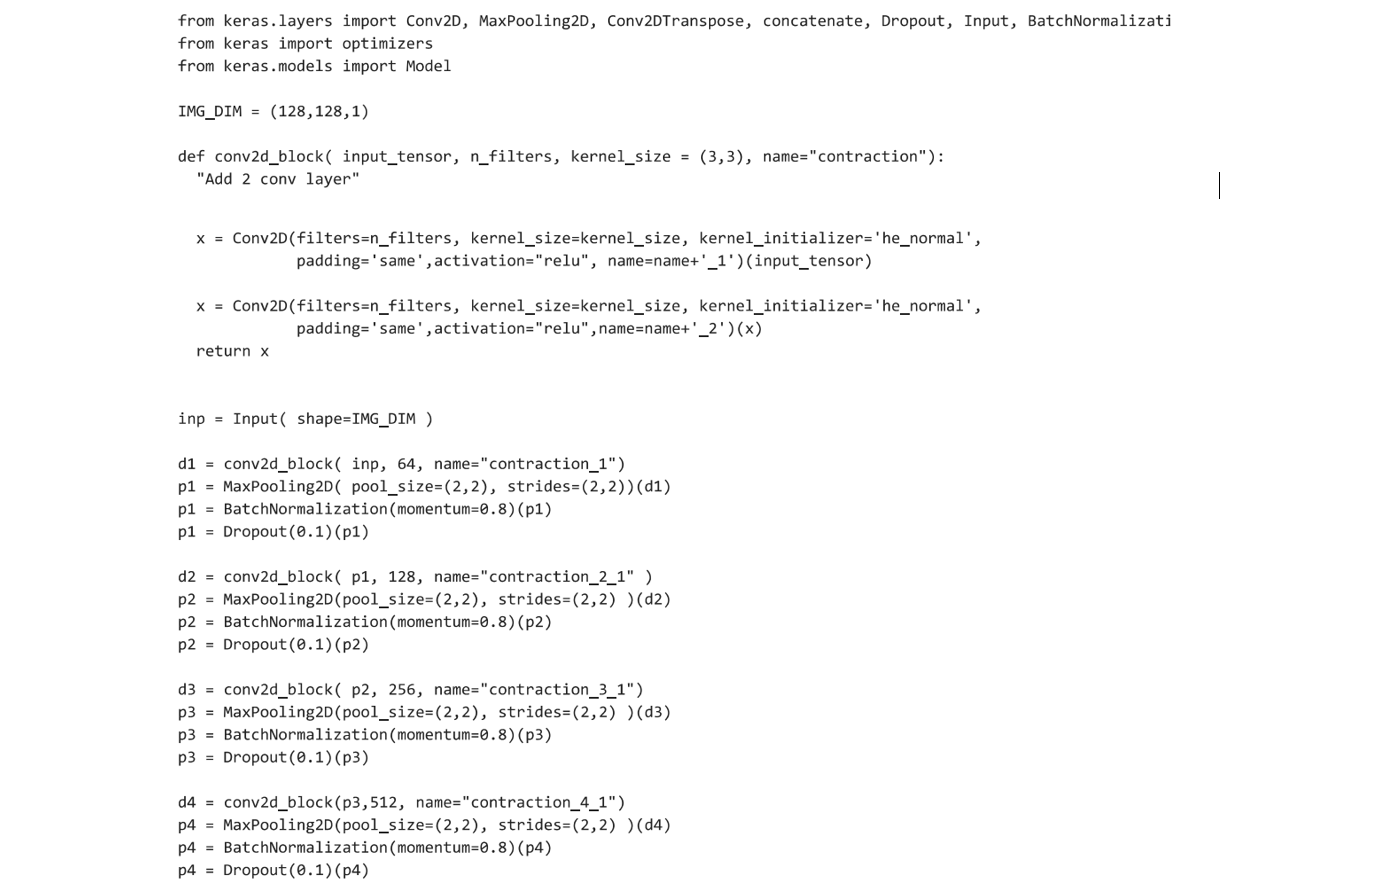 from keras.layers import Conv2D, MaxPooling2D, Conv2DTranspose, concatenate, Dropout, Input, BatchNormalizati
from keras import optimizers
from keras.models import Model
IMG_DIM = (128,128,1)
def conv2d_block( input_tensor, n_filters, kernel_size = (3,3), name="contraction"):
  "Add 2 conv layer"
  x = Conv2D(filters=n_filters, kernel_size=kernel_size, kernel_initializer='he_normal',
             padding='same',activation="relu", name=name+'_1')(input_tensor)
  x = Conv2D(filters=n_filters, kernel_size=kernel_size, kernel_initializer='he_normal',
             padding='same',activation="relu",name=name+'_2')(x)
  return x
inp = Input( shape=IMG_DIM )
d1 = conv2d_block( inp, 64, name="contraction_1")
p1 = MaxPooling2D( pool_size=(2,2), strides=(2,2))(d1)
p1 = BatchNormalization(momentum=0.8)(p1)
p1 = Dropout(0.1)(p1)
d2 = conv2d_block( p1, 128, name="contraction_2_1" )
p2 = MaxPooling2D(pool_size=(2,2), strides=(2,2) )(d2)
p2 = BatchNormalization(momentum=0.8)(p2)
p2 = Dropout(0.1)(p2)
d3 = conv2d_block( p2, 256, name="contraction_3_1")
p3 = MaxPooling2D(pool_size=(2,2), strides=(2,2) )(d3)
p3 = BatchNormalization(momentum=0.8)(p3)
p3 = Dropout(0.1)(p3)
d4 = conv2d_block(p3,512, name="contraction_4_1")
p4 = MaxPooling2D(pool_size=(2,2), strides=(2,2) )(d4)
p4 = BatchNormalization(momentum=0.8)(p4)
p4 = Dropout(0.1)(p4)